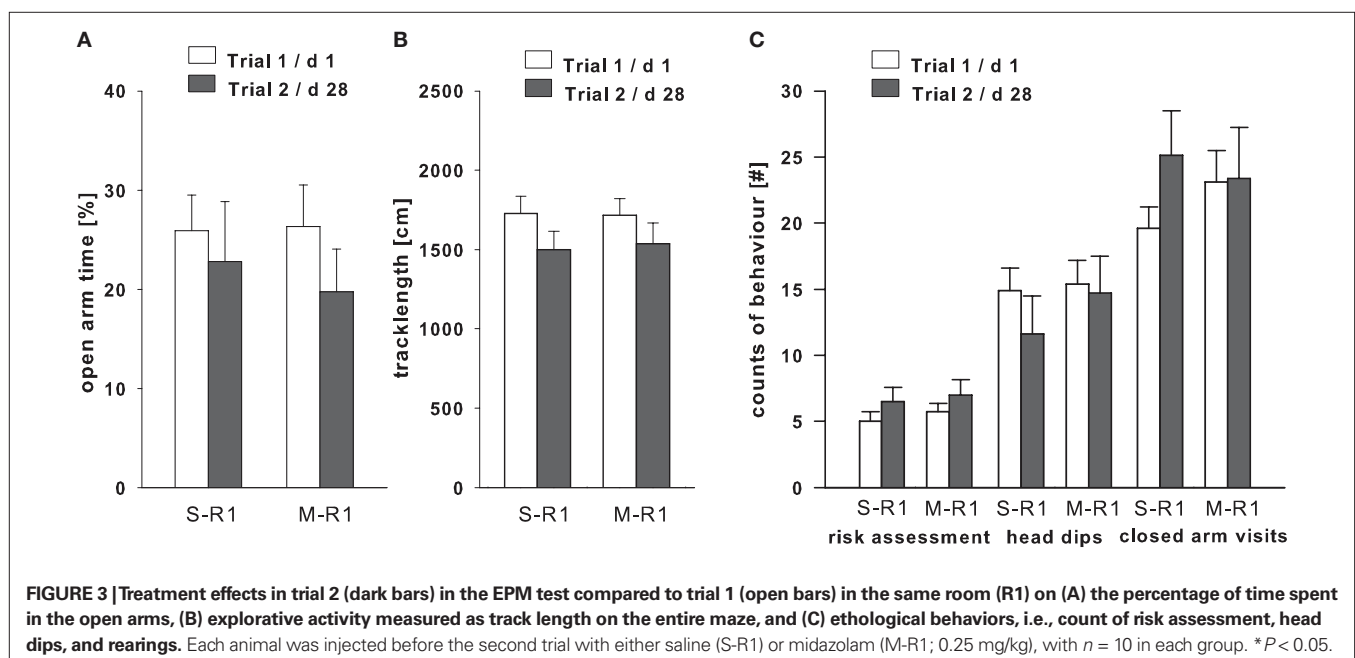 A
Trial 1 / d 1
Trial 2 / d 28
open arm time [%]
40
30
20
10
0
S-R1 M-R1
B
Trial 1 / d 1
Trial 2 / d 28
tracklength [cm]
2500
2000
1500
1000
500
0
S-R1 M-R1
C
Trial 1 / d 1
Trial 2 / d 28
counts of behaviour [#]
30
25
20
15
10
5
0
S-R1 M-R1 S-R1 M-R1 S-R1 M-R1
risk assessment head dips closed arm visits
FIGURE 3 | Treatment effects in trial 2 (dark bars) in the EPM test compared to trial 1 (open bars) in the same room (R1) on (A) the percentage of time spent
in the open arms, (B) explorative activity measured as track length on the entire maze, and (C) ethological behaviors, i.e., count of risk assessment, head
dips, and rearings. Each animal was injected before the second trial with either saline (S-R1) or midazolam (M-R1; 0.25 mg/kg), with n = 10 in each group. *P < 0.05.